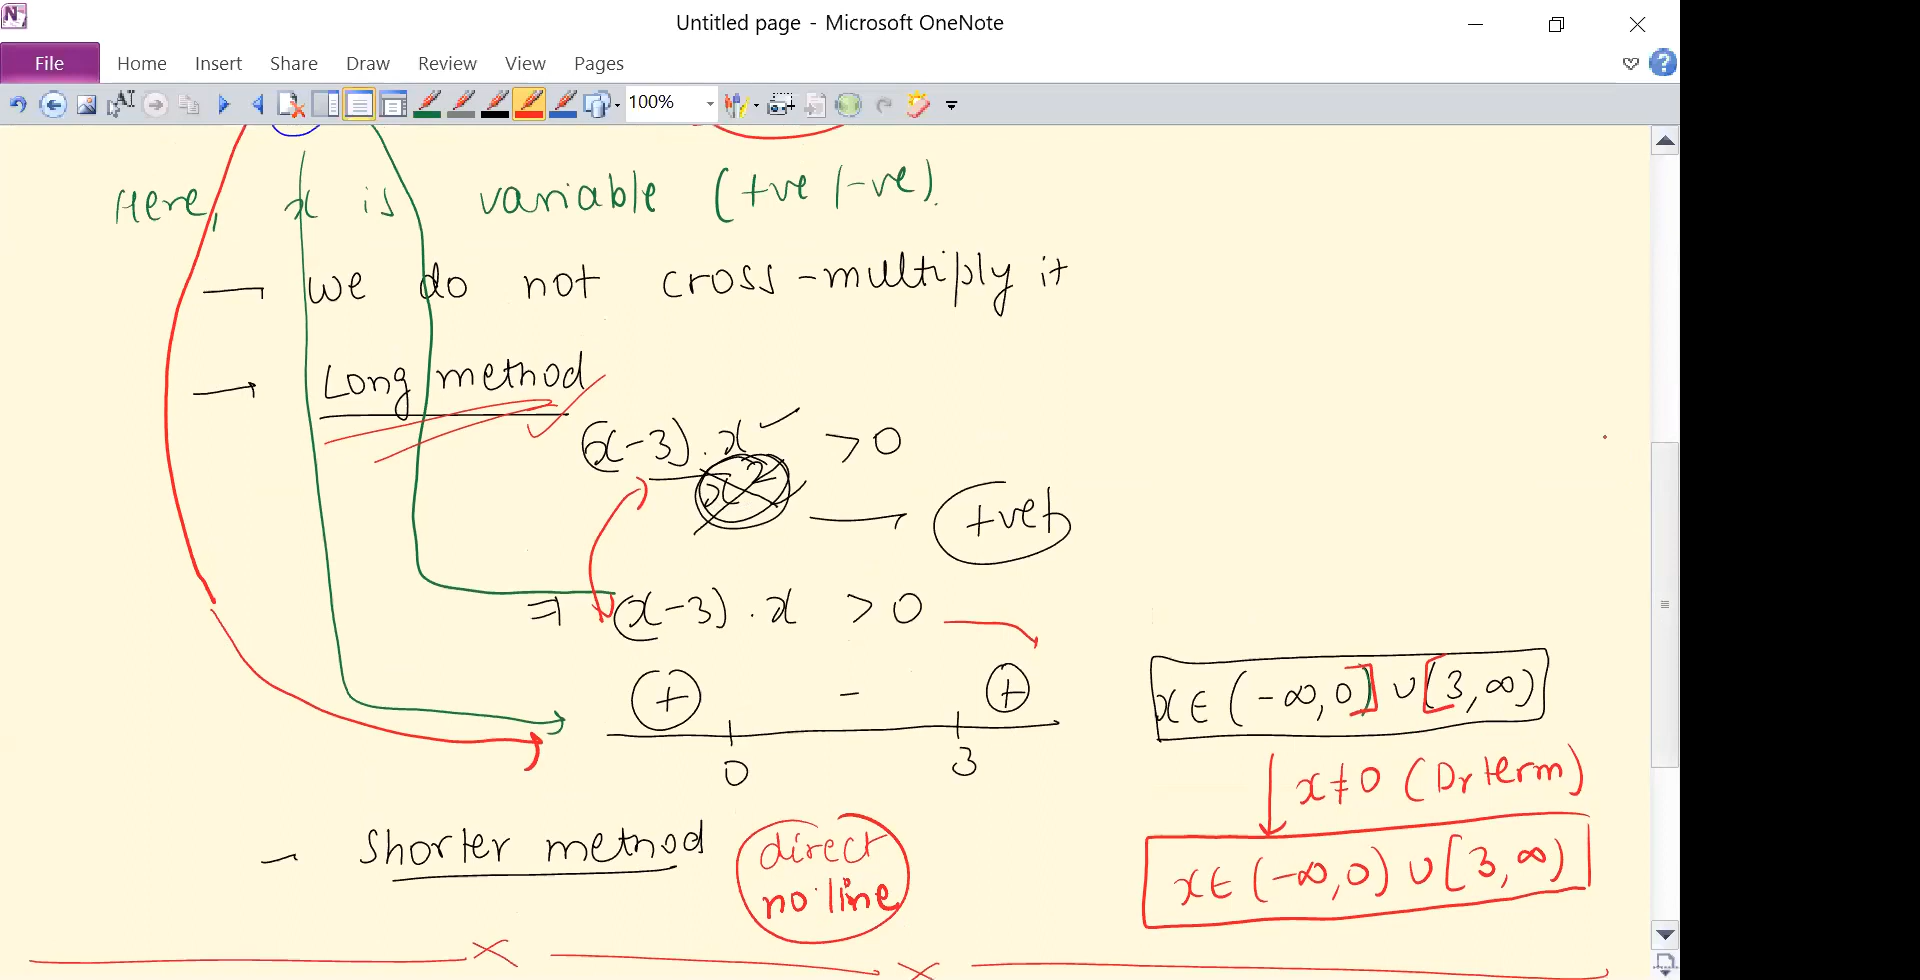 Untitled page - Microsoft OneNote
File Home Insert Share Draw Review View Pages
100%
Here, x is variable (+ve/-ve).
— we do not cross-multiply it
— Long method
(x-3).x > 0
x²
+ve
⇒ (x-3).x > 0
+ - +
0 3
x ∈ (-∞,0] ∪ [3,∞)
x≠0 (Dr term)
x ∈ (-∞,0) ∪ [3,∞)
- Shorter method
direct
no.line